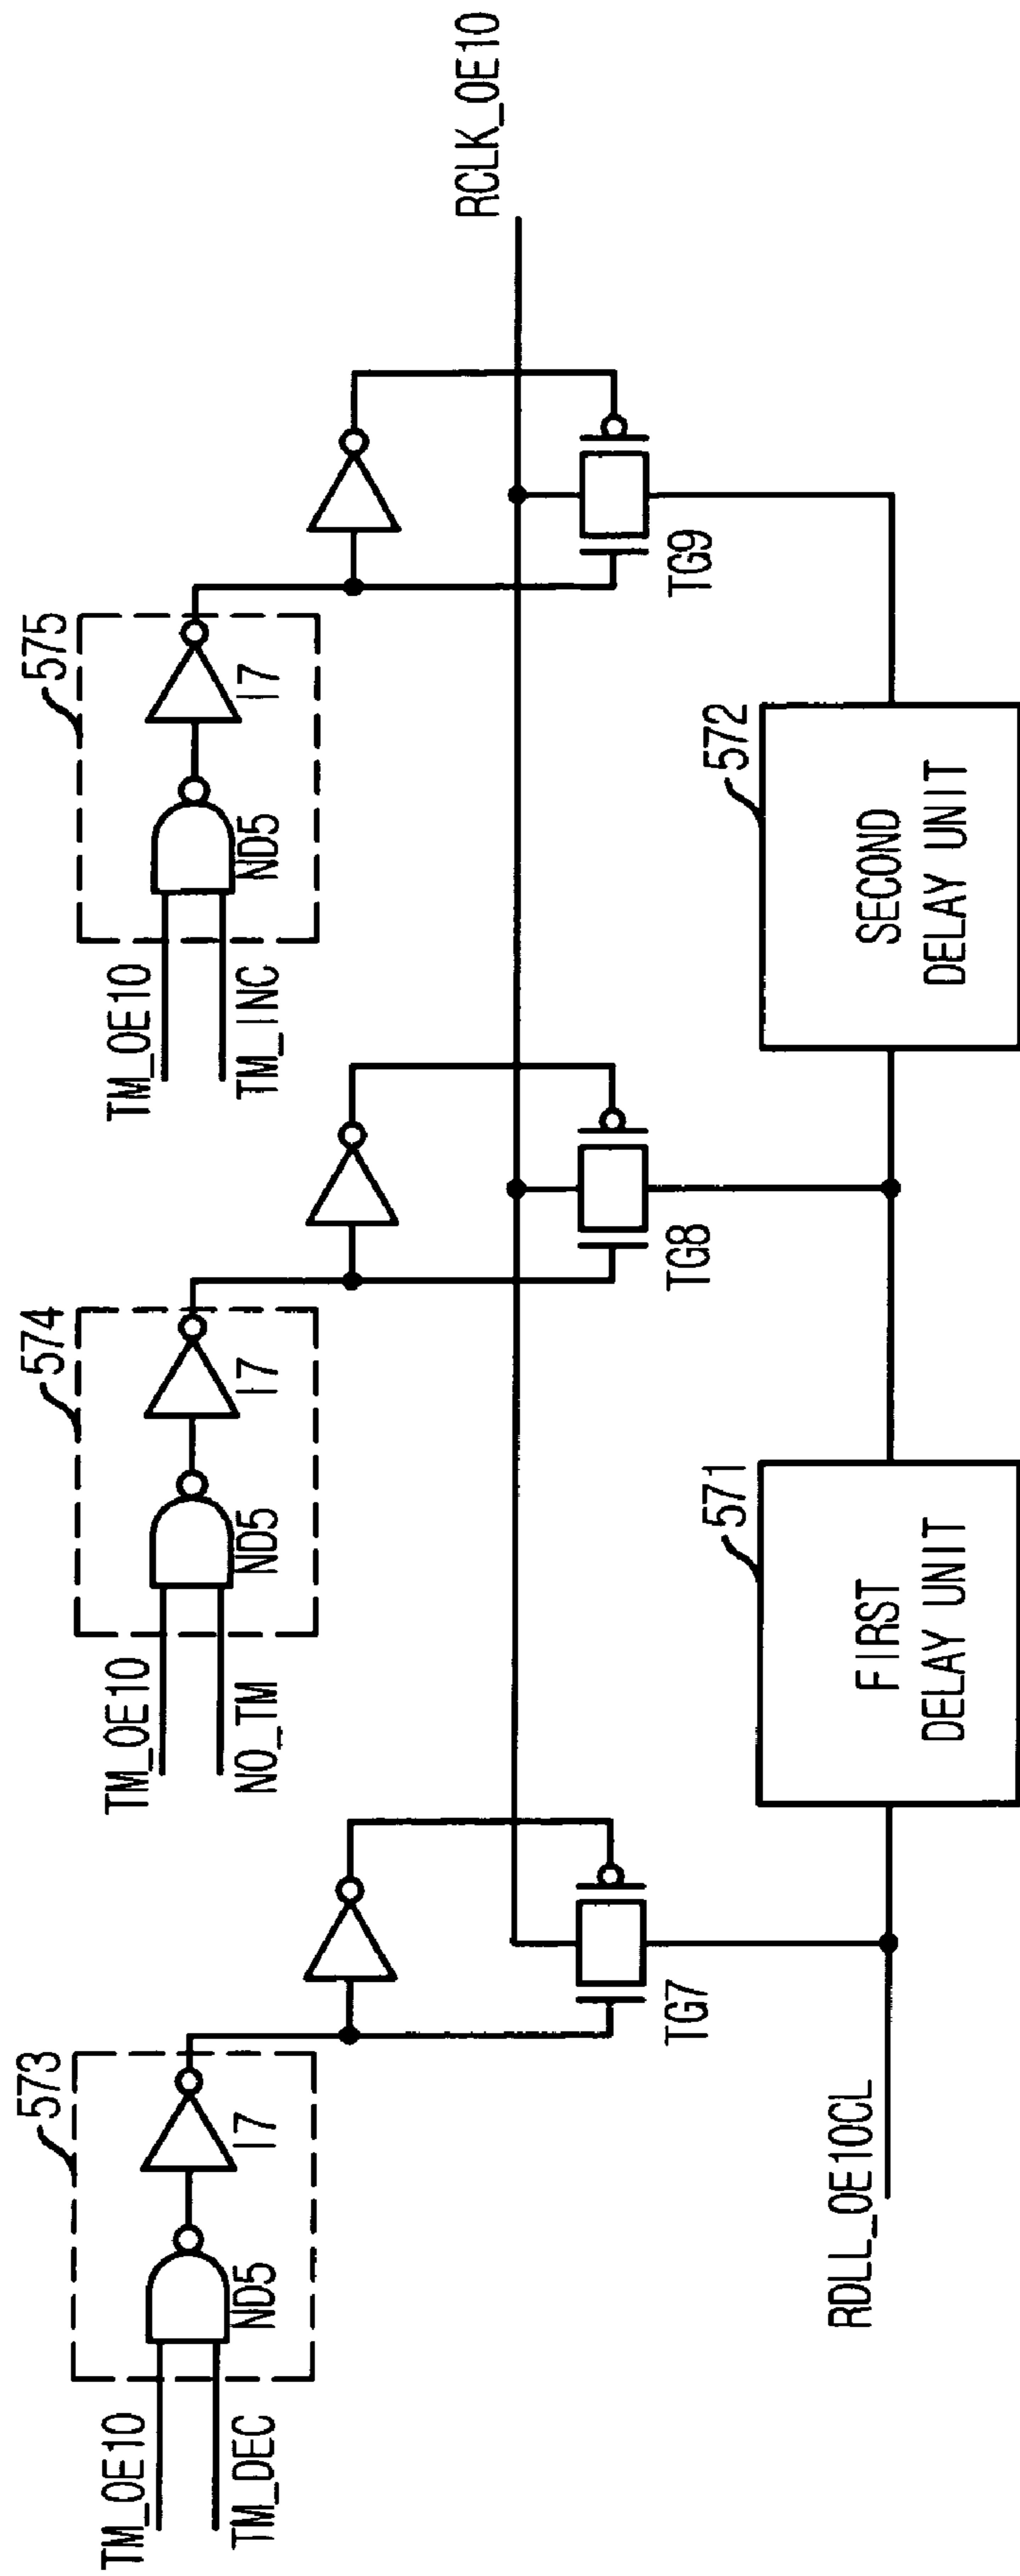 573
TM_OE10
TM_DEC
ND5
I7
TG7
574
TM_OE10
NO_TM
ND5
I7
TG8
575
TM_OE10
TM_INC
ND5
I7
TG9
RCLK_OE10
RDLL_OE10CL
571
FIRST
DELAY UNIT
572
SECOND
DELAY UNIT